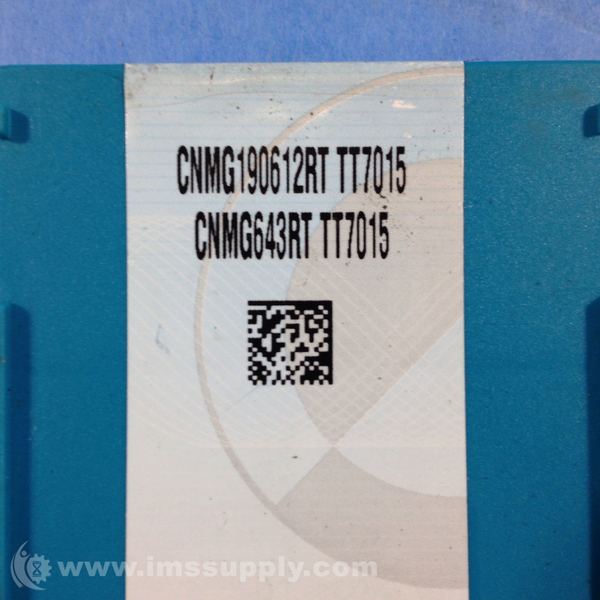 CNMG190612RT TT7015
CNMG643RT TT7015
www.imssupply.com